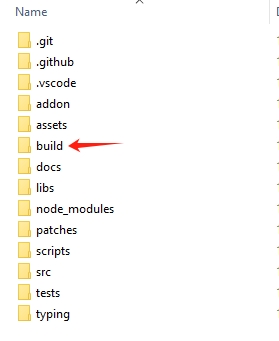 Name
.git
.github
.vscode
addon
assets
build
docs
libs
node_modules
patches
scripts
src
tests
typing